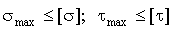 σmax ≤ [σ]; τmax ≤ [τ]